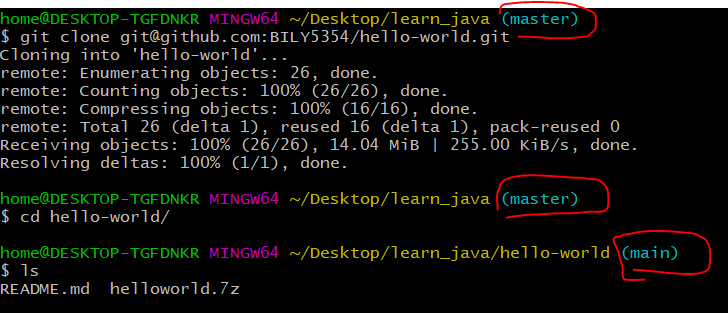 home@DESKTOP-TGFDNKR MINGW64 ~/Desktop/learn_java (master)
$ git clone git@github.com:BILY5354/hello-world.git
Cloning into 'hello-world'...
remote: Enumerating objects: 26, done.
remote: Counting objects: 100% (26/26), done.
remote: Compressing objects: 100% (16/16), done.
remote: Total 26 (delta 1), reused 16 (delta 1), pack-reused 0
Receiving objects: 100% (26/26), 14.04 MiB | 255.00 KiB/s, done.
Resolving deltas: 100% (1/1), done.
home@DESKTOP-TGFDNKR MINGW64 ~/Desktop/learn_java (master)
$ cd hello-world/
home@DESKTOP-TGFDNKR MINGW64 ~/Desktop/learn_java/hello-world (main)
$ ls
README.md  helloworld.7z